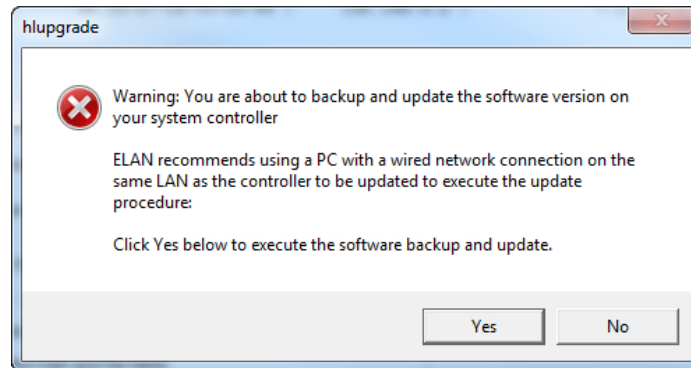 hlupgrade
Warning: You are about to backup and update the software version on
your system controller
ELAN recommends using a PC with a wired network connection on the
same LAN as the controller to be updated to execute the update
procedure:
Click Yes below to execute the software backup and update.
Yes
No